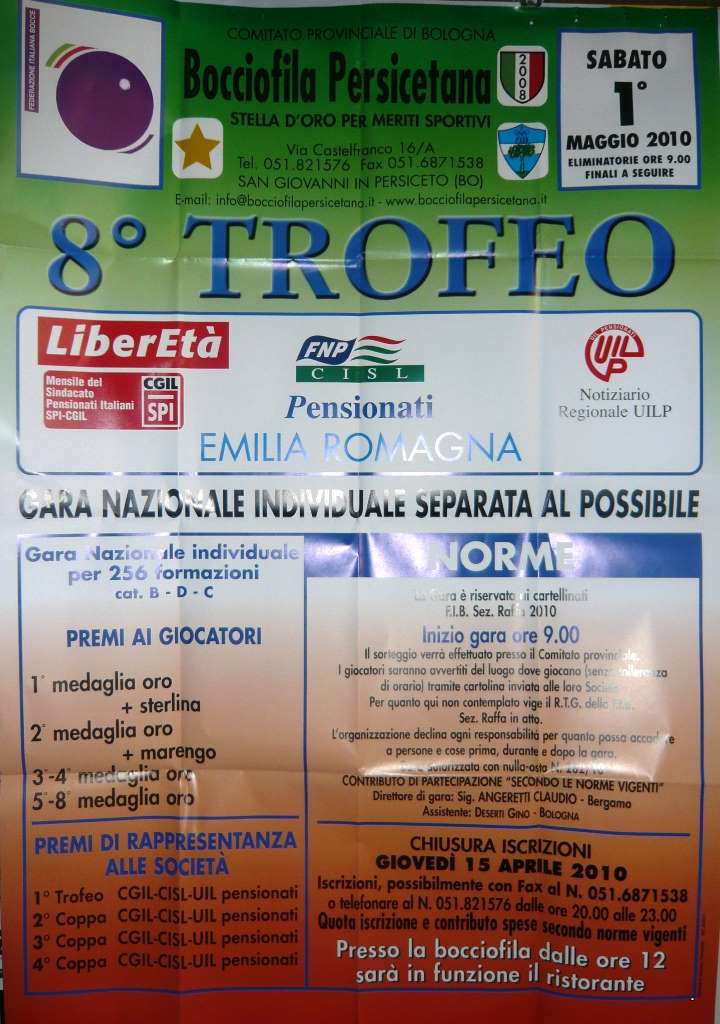 FEDERAZIONE ITALIANA BOCCE
COMITATO PROVINCIALE DI BOLOGNA
Bocciofila Persicetana
STELLA D'ORO PER MERITI SPORTIVI
2008
Via Castelfranco 16/A
Tel. 051.821576 Fax 051.6871538
SAN GIOVANNI IN PERSICETO (BO)
E-mail: info@bocciofilapersicetana.it - www.bocciofilapersicetana.it
SABATO
1°
MAGGIO 2010
ELIMINATORIE ORE 9.00
FINALI A SEGUIRE
8° TROFEO
LiberEtà
Mensile del
Sindacato
Pensionati Italiani
SPI-CGIL
CGIL
SPI
FNP
CISL
Pensionati
UIL PENSIONATI
UILP
Notiziario
Regionale UILP
EMILIA ROMAGNA
GARA NAZIONALE INDIVIDUALE SEPARATA AL POSSIBILE
Gara Nazionale individuale
per 256 formazioni
cat. B - D - C
PREMI AI GIOCATORI
1° medaglia oro
+ sterlina
2° medaglia oro
+ marengo
3°-4° medaglia oro
5°-8° medaglia oro
PREMI DI RAPPRESENTANZA
ALLE SOCIETÀ
1° Trofeo CGIL-CISL-UIL pensionati
2° Coppa CGIL-CISL-UIL pensionati
3° Coppa CGIL-CISL-UIL pensionati
4° Coppa CGIL-CISL-UIL pensionati
NORME
La Gara è riservata ai cartellinati
F.I.B. Sez. Raffa 2010
Inizio gara ore 9.00
Il sorteggio verrà effettuato presso il Comitato provinciale.
I giocatori saranno avvertiti del luogo dove giocano (senza tolleranza
di orario) tramite cartolina inviata alle loro Società
Per quanto qui non contemplato vige il R.T.G. della F.I.B.
Sez. Raffa in atto.
L'organizzazione declina ogni responsabilità per quanto possa accadere
a persone e cose prima, durante e dopo la gara.
autorizzata con nulla-osta N.
CONTRIBUTO DI PARTECIPAZIONE "SECONDO LE NORME VIGENTI"
Direttore di gara: Sig. ANGERETTI CLAUDIO - Bergamo
Assistente: DESERTI GINO - BOLOGNA
CHIUSURA ISCRIZIONI
GIOVEDÌ 15 APRILE 2010
Iscrizioni, possibilmente con Fax al N. 051.6871538
o telefonare al N. 051.821576 dalle ore 20.00 alle 23.00
Quota iscrizione e contributo spese secondo norme vigenti
Presso la bocciofila dalle ore 12
sarà in funzione il ristorante